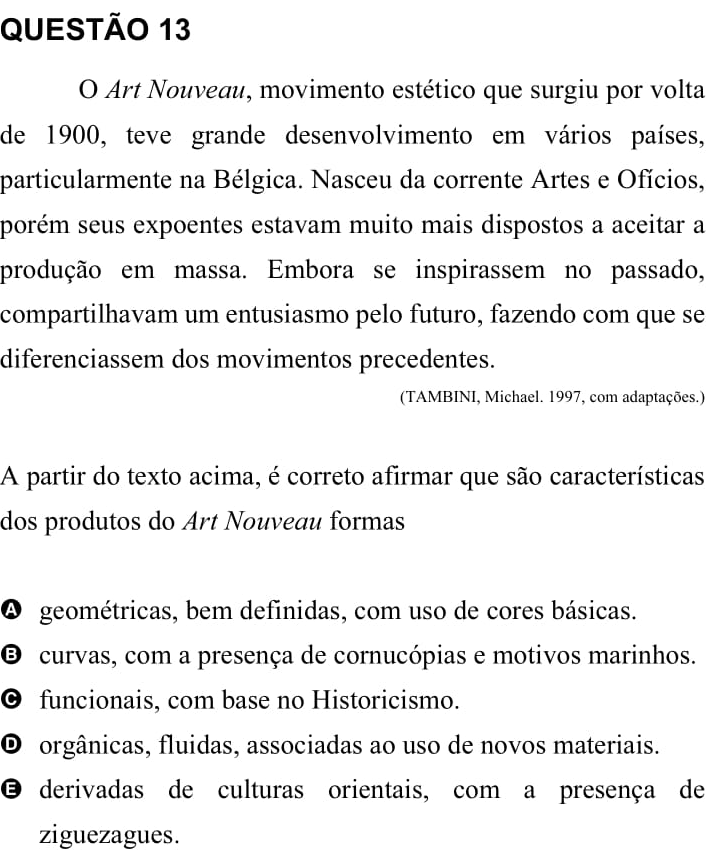 QUESTÃO 13
O Art Nouveau, movimento estético que surgiu por volta
de 1900, teve grande desenvolvimento em vários países,
particularmente na Bélgica. Nasceu da corrente Artes e Ofícios,
porém seus expoentes estavam muito mais dispostos a aceitar a
produção em massa. Embora se inspirassem no passado,
compartilhavam um entusiasmo pelo futuro, fazendo com que se
diferenciassem dos movimentos precedentes.
(TAMBINI, Michael. 1997, com adaptações.)
A partir do texto acima, é correto afirmar que são características
dos produtos do Art Nouveau formas
A geométricas, bem definidas, com uso de cores básicas.
B curvas, com a presença de cornucópias e motivos marinhos.
C funcionais, com base no Historicismo.
D orgânicas, fluidas, associadas ao uso de novos materiais.
E derivadas de culturas orientais, com a presença de
ziguezagues.